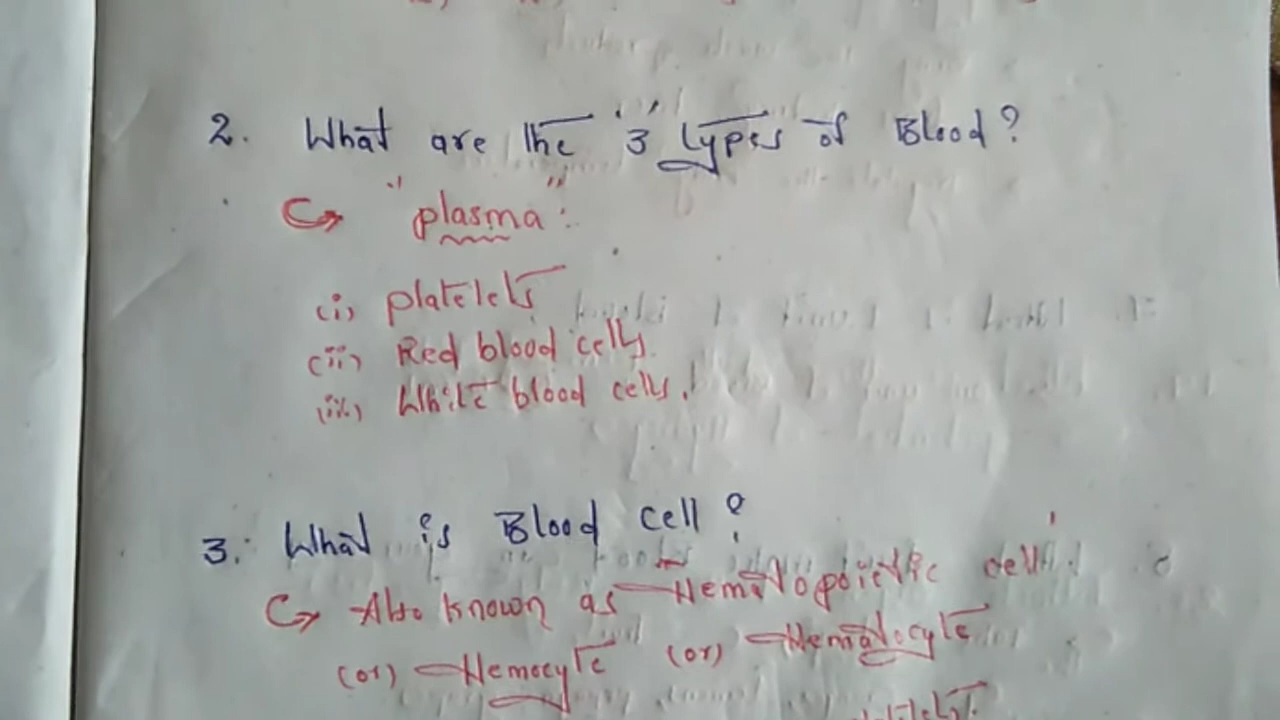 2. What are the "3 types of Blood?
↪ "plasma":
(i) platelets
(ii) Red blood cells.
(iii) White blood cells.
3. What is Blood cell?
↪ Also known as Hematopoietic cell.
(or) Hemocyte (or) Hematocyte